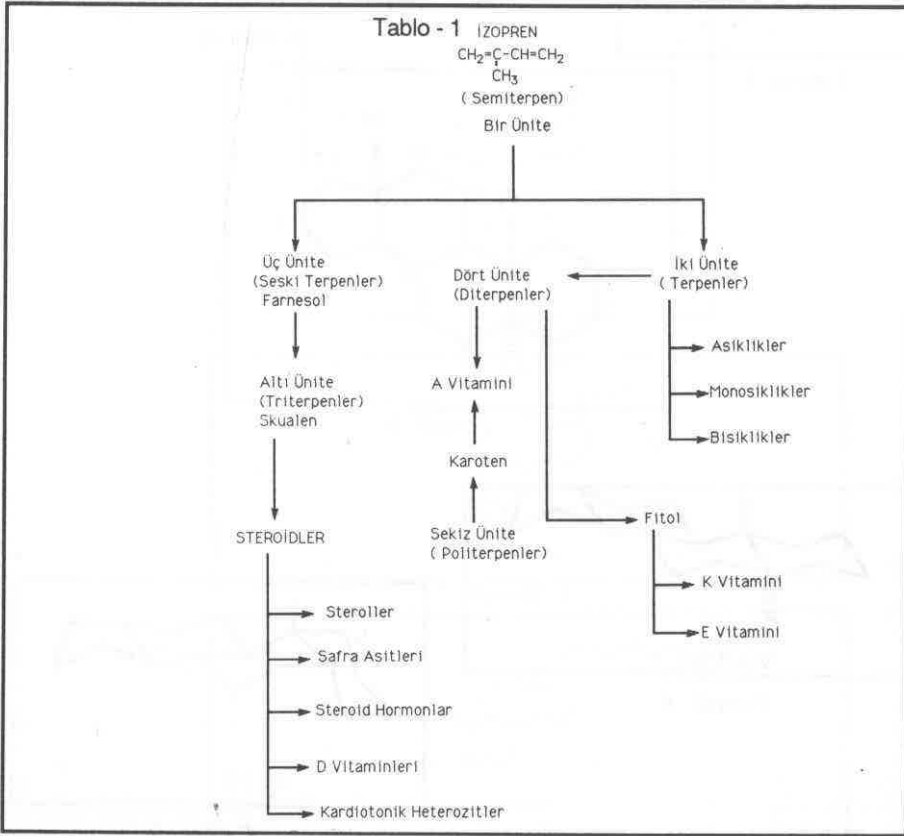 Tablo - 1 İZOPREN
CH2=C-CH=CH2
CH3
( Semiterpen)
Bir Ünite
Üç Ünite
(Seski Terpenler)
Farnesol
Dört Ünite
(Diterpenler)
İki Ünite
( Terpenler)
Asiklikler
Monosiklikler
Bisiklikler
Altı Ünite
(Triterpenler)
Skualen
A Vitamini
Karoten
Sekiz Ünite
( Politerpenler)
Fitol
K Vitamini
E Vitamini
STEROİDLER
Steroller
Safra Asitleri
Steroid Hormonlar
D Vitaminleri
Kardiotonik Heterozitler